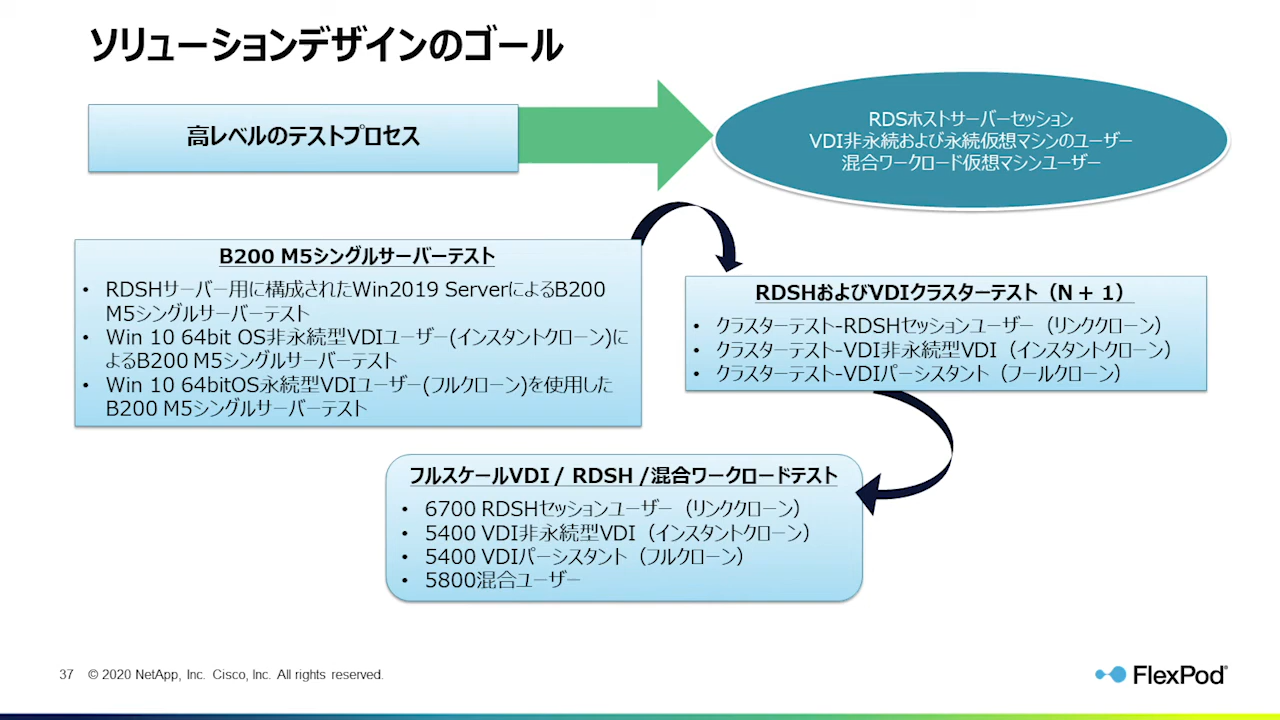 ソリューションデザインのゴール
高レベルのテストプロセス
RDSホストサーバーセッション
VDI非永続および永続仮想マシンのユーザー
混合ワークロード仮想マシンユーザー
B200 M5シングルサーバーテスト
• RDSHサーバー用に構成されたWin2019 ServerによるB200
M5シングルサーバーテスト
• Win 10 64bit OS非永続型VDIユーザー(インスタントクローン)に
よるB200 M5シングルサーバーテスト
• Win 10 64bitOS永続型VDIユーザー(フルクローン)を使用した
B200 M5シングルサーバーテスト
RDSHおよびVDIクラスターテスト（N + 1）
• クラスターテスト-RDSHセッションユーザー（リンククローン）
• クラスターテスト-VDI非永続型VDI（インスタントクローン）
• クラスターテスト-VDIパーシスタント（フールクローン）
フルスケールVDI / RDSH /混合ワークロードテスト
• 6700 RDSHセッションユーザー（リンククローン）
• 5400 VDI非永続型VDI（インスタントクローン）
• 5400 VDIパーシスタント（フルクローン）
• 5800混合ユーザー
37 © 2020 NetApp, Inc. Cisco, Inc. All rights reserved.
FlexPod®